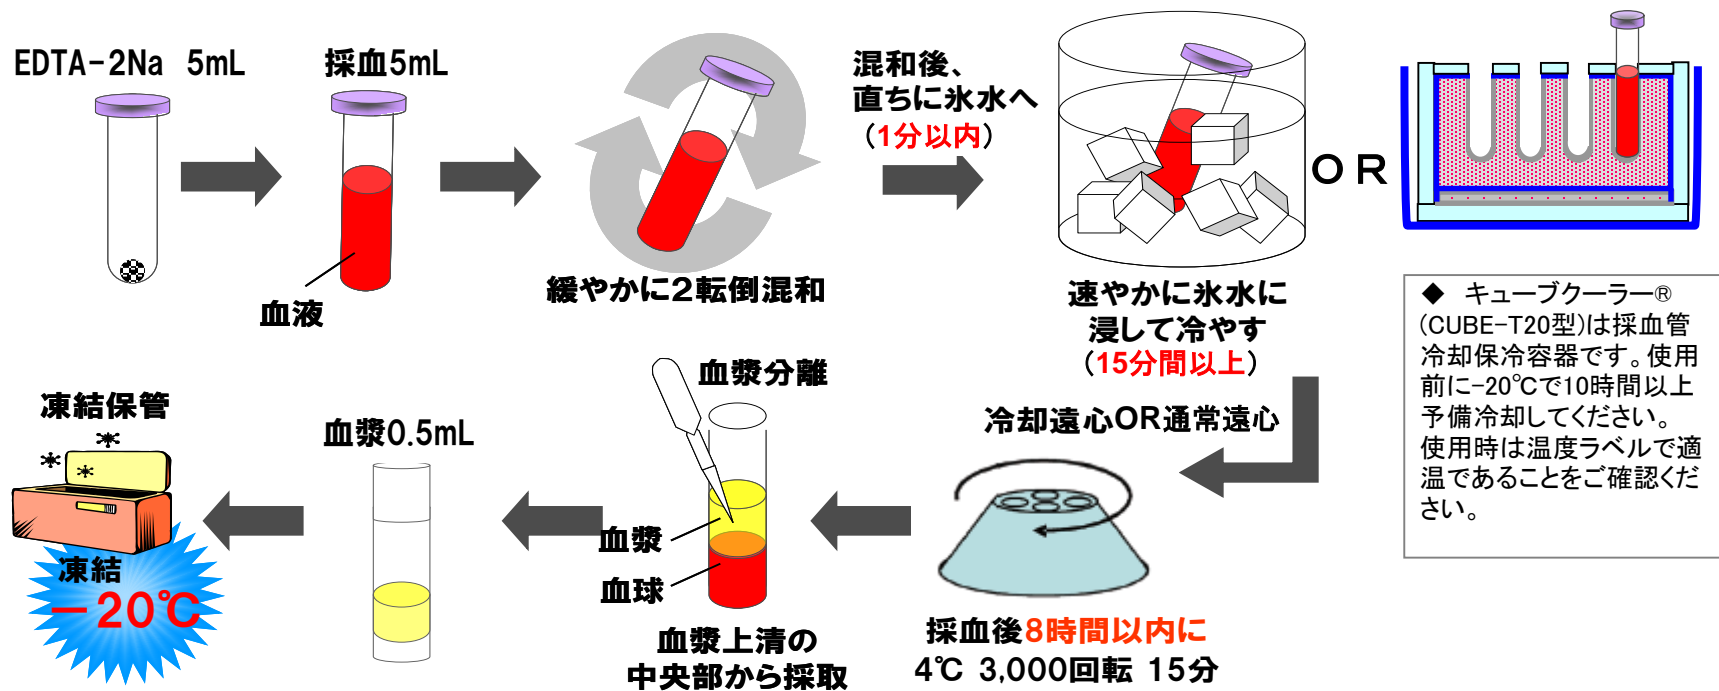 EDTA-2Na 5mL
採血5mL
血液
緩やかに2転倒混和
混和後、
直ちに氷水へ
(1分以内)
速やかに氷水に
浸して冷やす
(15分間以上)
OR
◆ キューブクーラー®
(CUBE-T20型)は採血管
冷却保冷容器です。使用
前に-20℃で10時間以上
予備冷却してください。
使用時は温度ラベルで適
温であることをご確認くだ
さい。
冷却遠心OR通常遠心
採血後8時間以内に
4℃ 3,000回転 15分
血漿分離
血漿
血球
血漿上清の
中央部から採取
血漿0.5mL
凍結保管
凍結
-20℃